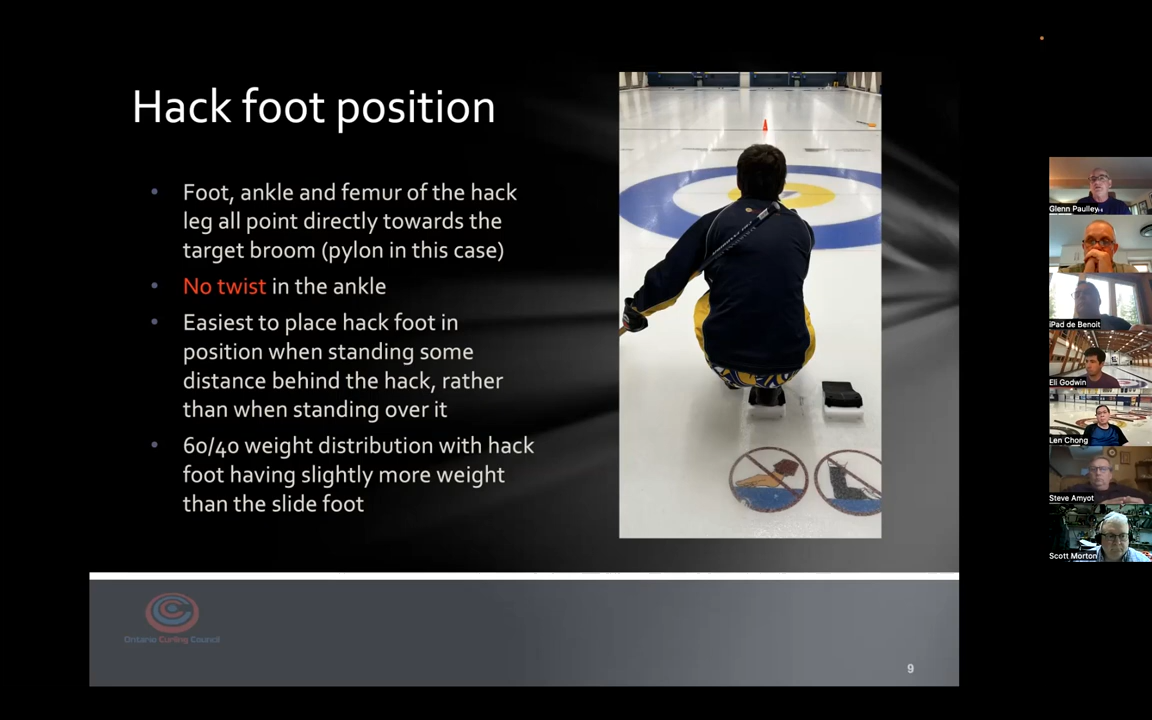 Hack foot position
Foot, ankle and femur of the hack
leg all point directly towards the
target broom (pylon in this case)
No twist in the ankle
Easiest to place hack foot in
position when standing some
distance behind the hack, rather
than when standing over it
60/40 weight distribution with hack
foot having slightly more weight
than the slide foot
Ontario Curling Council
9
Glenn Paulley
iPad de Benoit
Eli Godwin
Len Chong
Steve Amyot
Scott Morton